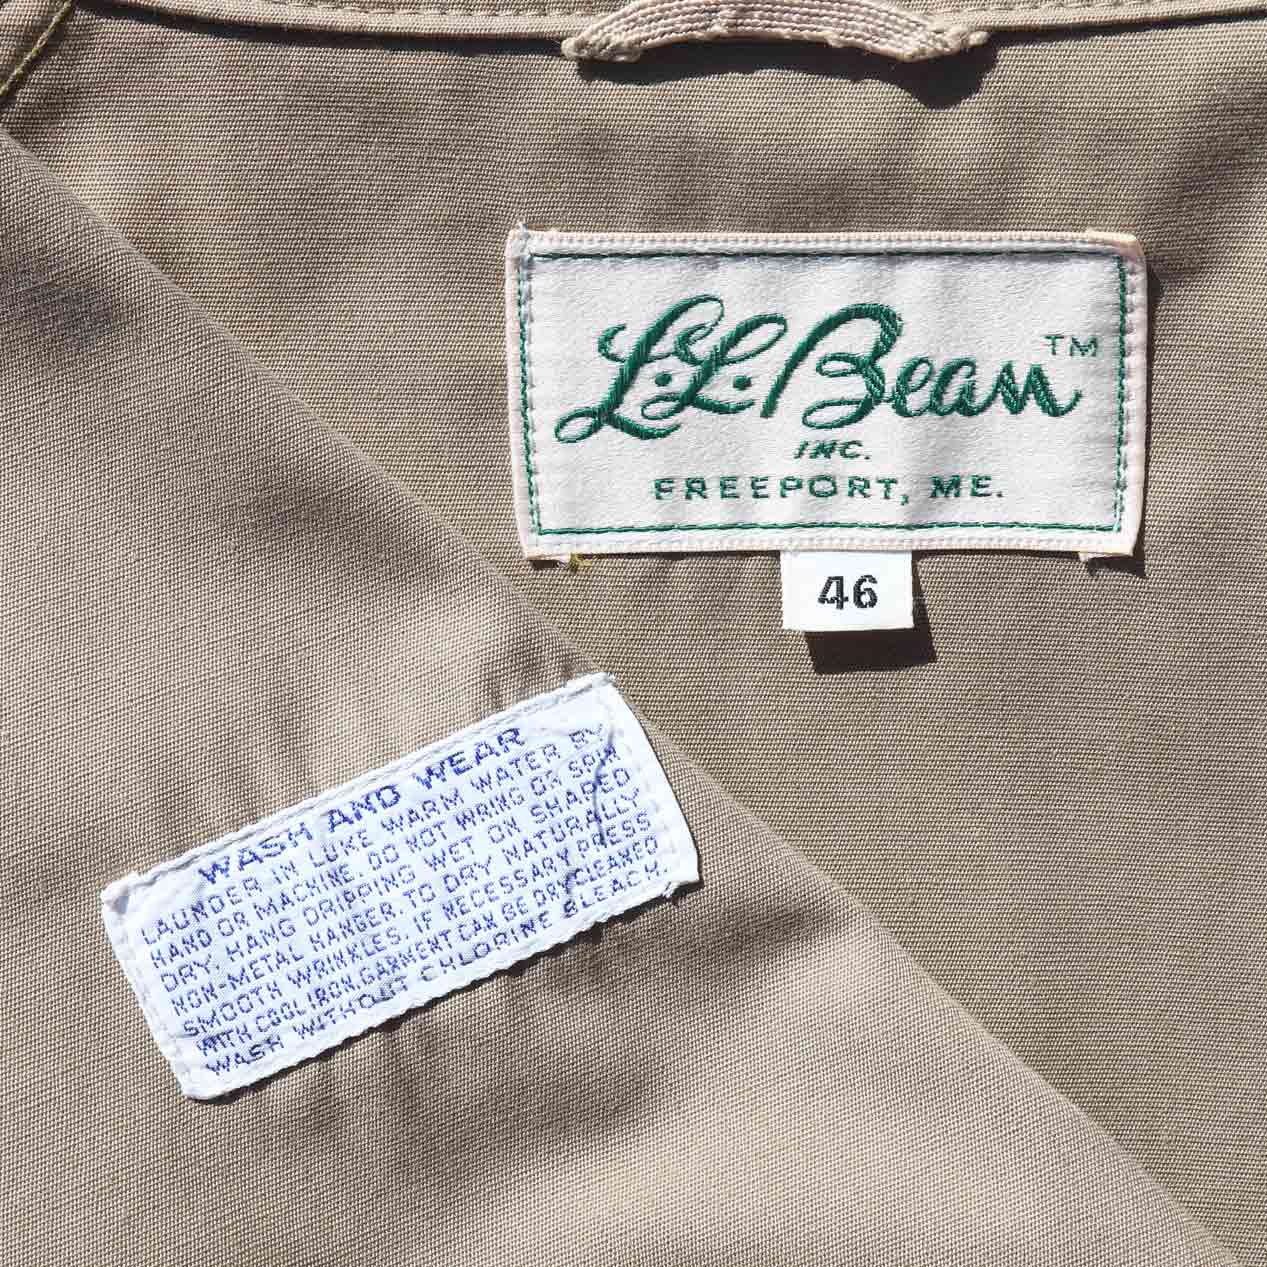 L.L.Bean™
INC.
FREEPORT, ME.
46
WASH AND WEAR
LAUNDER IN LUKE WARM WATER BY
HAND OR MACHINE. DO NOT WRING OR SPIN
DRY. HANG DRIPPING WET ON SHAPED
NON-METAL HANGER. TO DRY NATURALLY
SMOOTH WRINKLES. IF NECESSARY PRESS
WITH COOL IRON. GARMENT CAN BE DRYCLEANED
WASH WITHOUT CHLORINE BLEACH.